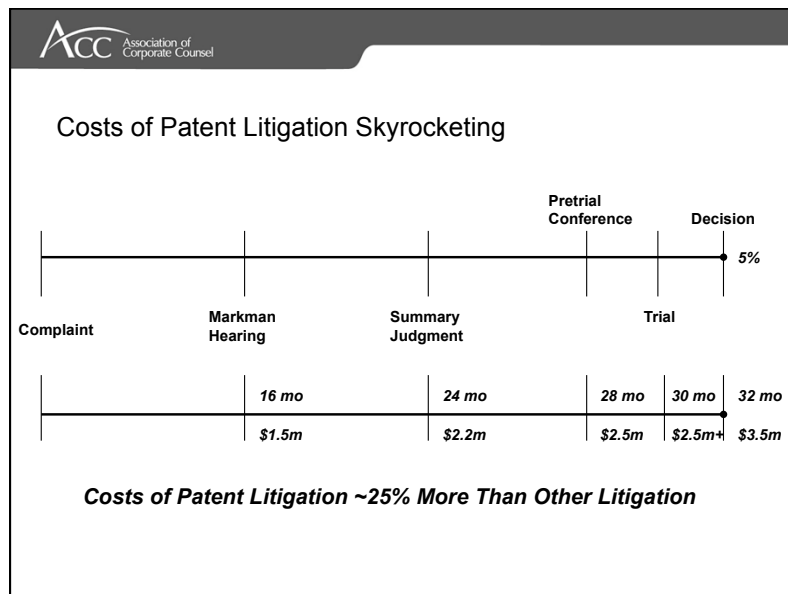 ACC Association of
Corporate Counsel
Costs of Patent Litigation Skyrocketing
Pretrial
Conference
Decision
5%
Complaint
Markman
Hearing
Summary
Judgment
Trial
16 mo
24 mo
28 mo
30 mo
32 mo
$1.5m
$2.2m
$2.5m
$2.5m+
$3.5m
Costs of Patent Litigation ~25% More Than Other Litigation